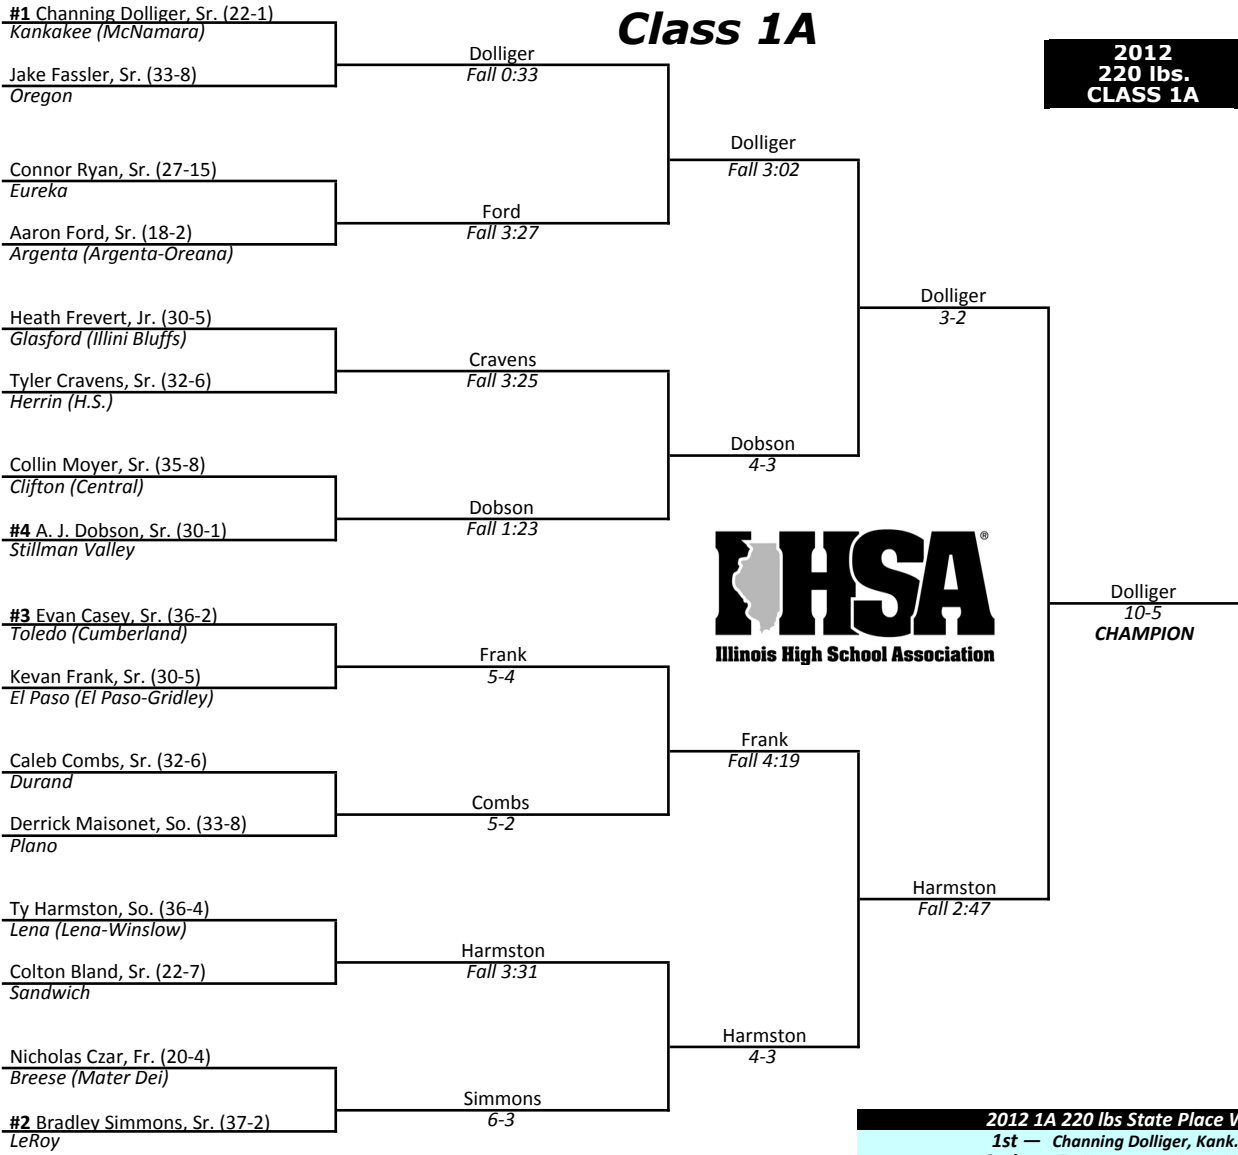 Class 1A
2012
220 lbs.
CLASS 1A
#1 Channing Dolliger, Sr. (22-1)
Kankakee (McNamara)
Jake Fassler, Sr. (33-8)
Oregon
Connor Ryan, Sr. (27-15)
Eureka
Aaron Ford, Sr. (18-2)
Argenta (Argenta-Oreana)
Heath Frevert, Jr. (30-5)
Glasford (Illini Bluffs)
Tyler Cravens, Sr. (32-6)
Herrin (H.S.)
Collin Moyer, Sr. (35-8)
Clifton (Central)
#4 A. J. Dobson, Sr. (30-1)
Stillman Valley
#3 Evan Casey, Sr. (36-2)
Toledo (Cumberland)
Kevan Frank, Sr. (30-5)
El Paso (El Paso-Gridley)
Caleb Combs, Sr. (32-6)
Durand
Derrick Maisonet, So. (33-8)
Plano
Ty Harmston, So. (36-4)
Lena (Lena-Winslow)
Colton Bland, Sr. (22-7)
Sandwich
Nicholas Czar, Fr. (20-4)
Breese (Mater Dei)
#2 Bradley Simmons, Sr. (37-2)
LeRoy
Dolliger
Fall 0:33
Ford
Fall 3:27
Cravens
Fall 3:25
Dobson
Fall 1:23
Frank
5-4
Combs
5-2
Harmston
Fall 3:31
Simmons
6-3
Dolliger
Fall 3:02
Dobson
4-3
Frank
Fall 4:19
Harmston
4-3
Dolliger
3-2
Harmston
Fall 2:47
Dolliger
10-5
CHAMPION
IHSA®
Illinois High School Association
2012 1A 220 lbs State Place W
1st — Channing Dolliger, Kank.